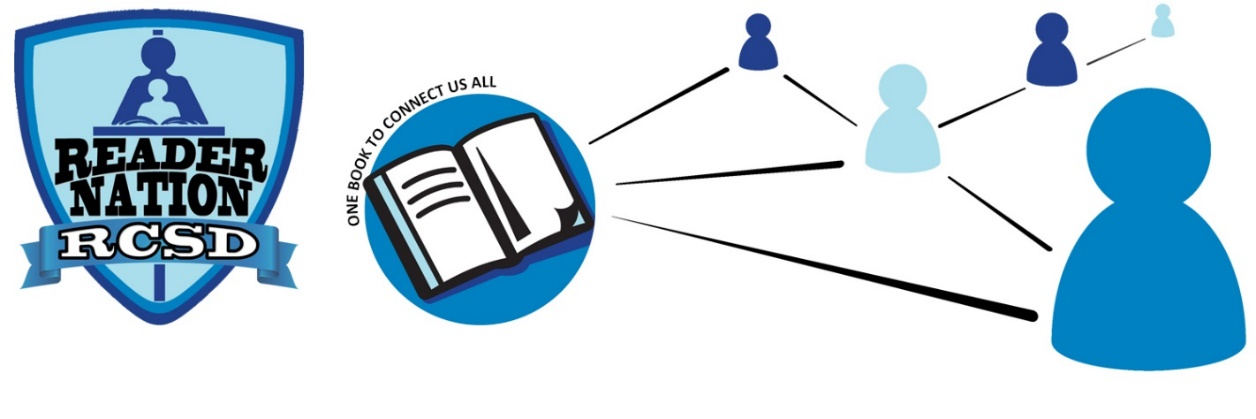 READER
NATION
RCSD
ONE BOOK TO CONNECT US ALL